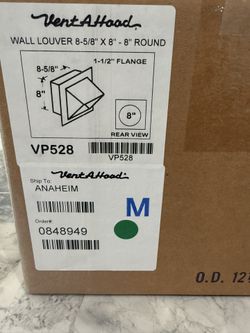 Vent-A-Hood®
WALL LOUVER 8-5/8" X 8" - 8" ROUND
1-1/2" FLANGE
8-5/8"
8"
8"
REAR VIEW
VP528
VP528
Vent-A-Hood®
Ship To:
ANAHEIM
M
Order#:
0848949
O.D. 12